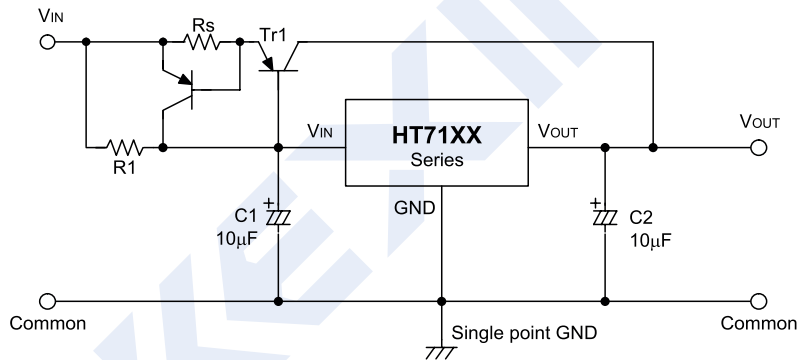 VIN
Rs
Tr1
VIN
HT71XX
VOUT
VOUT
Series
R1
GND
C1
10μF
C2
10μF
Common
Single point GND
Common